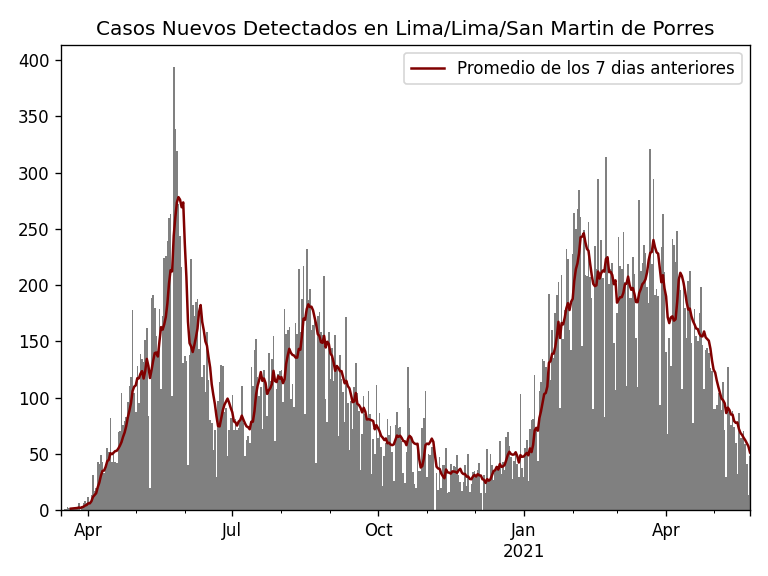 Casos Nuevos Detectados en Lima/Lima/San Martin de Porres
Promedio de los 7 dias anteriores
400
350
300
250
200
150
100
50
0
Apr
Jul
Oct
Jan
2021
Apr